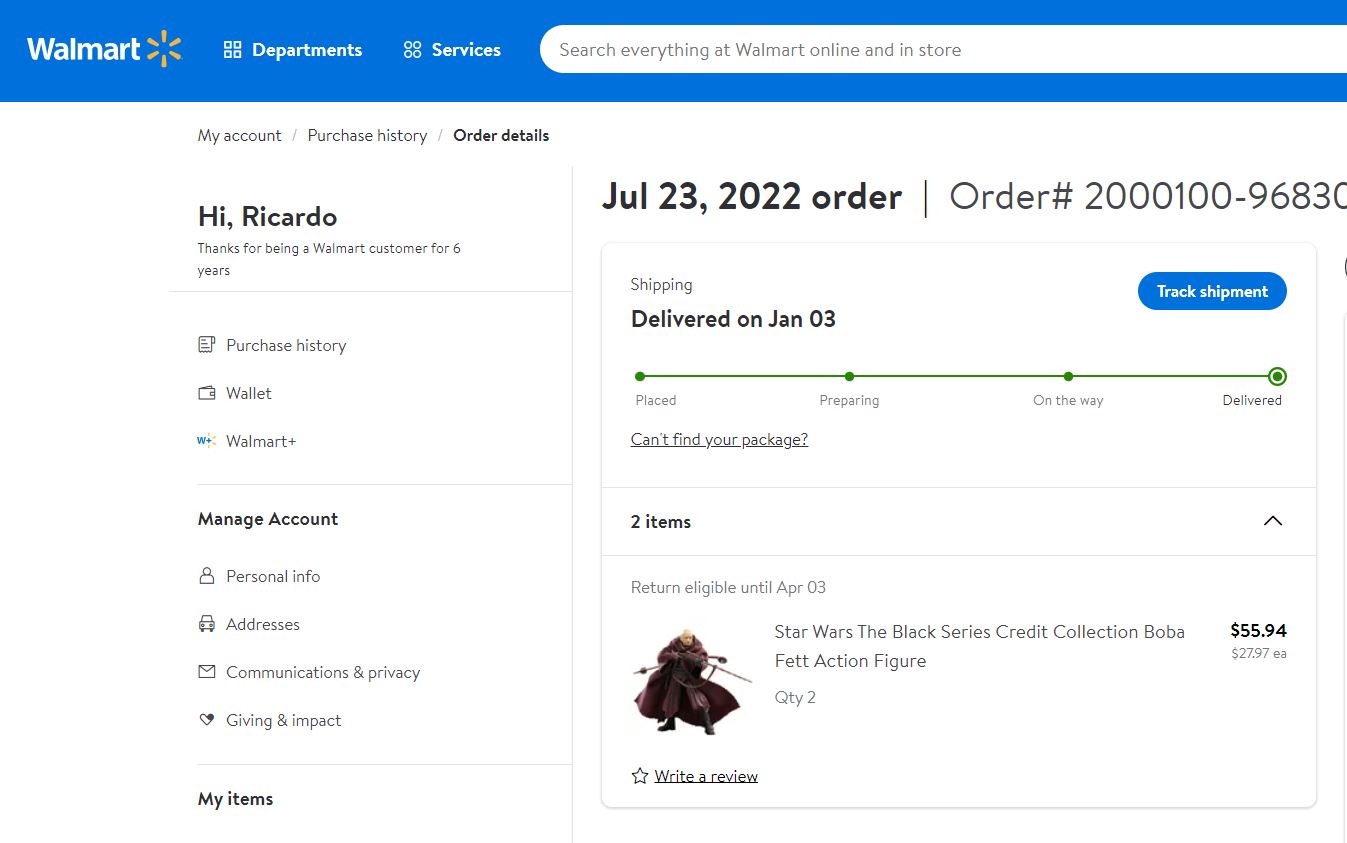 Walmart
Departments
Services
Search everything at Walmart online and in store
My account / Purchase history / Order details
Hi, Ricardo
Thanks for being a Walmart customer for 6
years
Purchase history
Wallet
W+
Walmart+
Manage Account
Personal info
Addresses
Communications & privacy
Giving & impact
My items
Jul 23, 2022 order | Order# 2000100-96830
Shipping
Track shipment
Delivered on Jan 03
Placed
Preparing
On the way
Delivered
Can't find your package?
2 items
Return eligible until Apr 03
Star Wars The Black Series Credit Collection Boba
Fett Action Figure
$55.94
$27.97 ea
Qty 2
Write a review